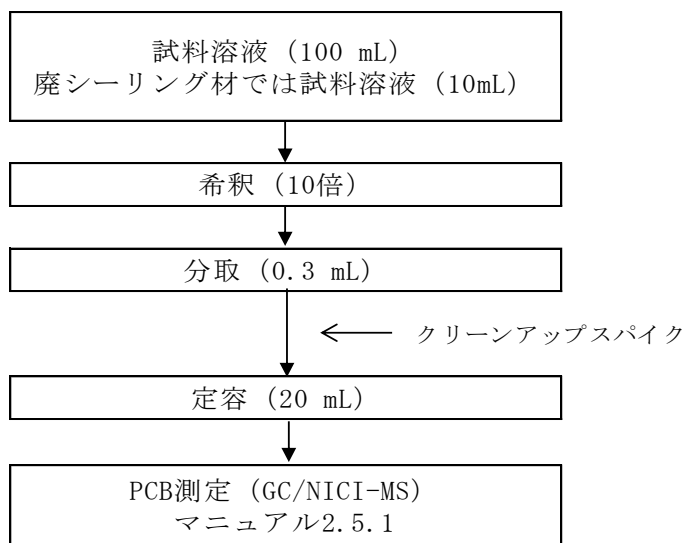 試料溶液 (100 mL)
廃シーリング材では試料溶液 (10mL)
希釈 (10倍)
分取 (0.3 mL)
クリーンアップスパイク
定容 (20 mL)
PCB測定 (GC/NICI-MS)
マニュアル2.5.1